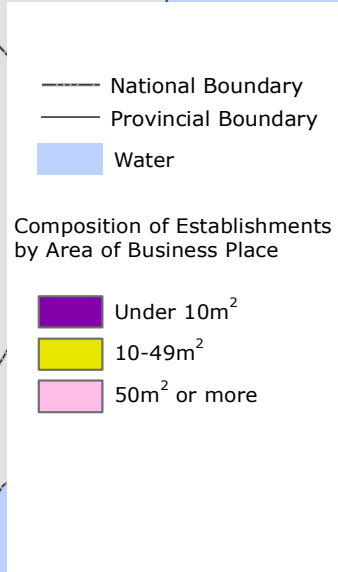 National Boundary
Provincial Boundary
Water
Composition of Establishments
by Area of Business Place
Under 10m²
10-49m²
50m² or more